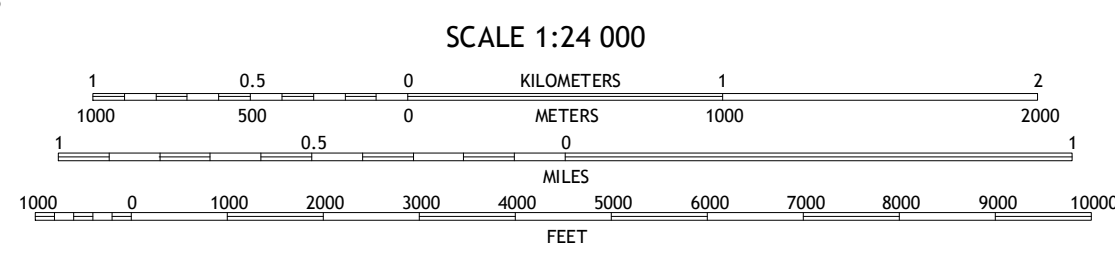 SCALE 1:24 000
1 0.5 0 KILOMETERS 1 2
1000 500 0 METERS 1000 2000
1 0.5 0 1
MILES
1000 0 1000 2000 3000 4000 5000 6000 7000 8000 9000 10000
FEET